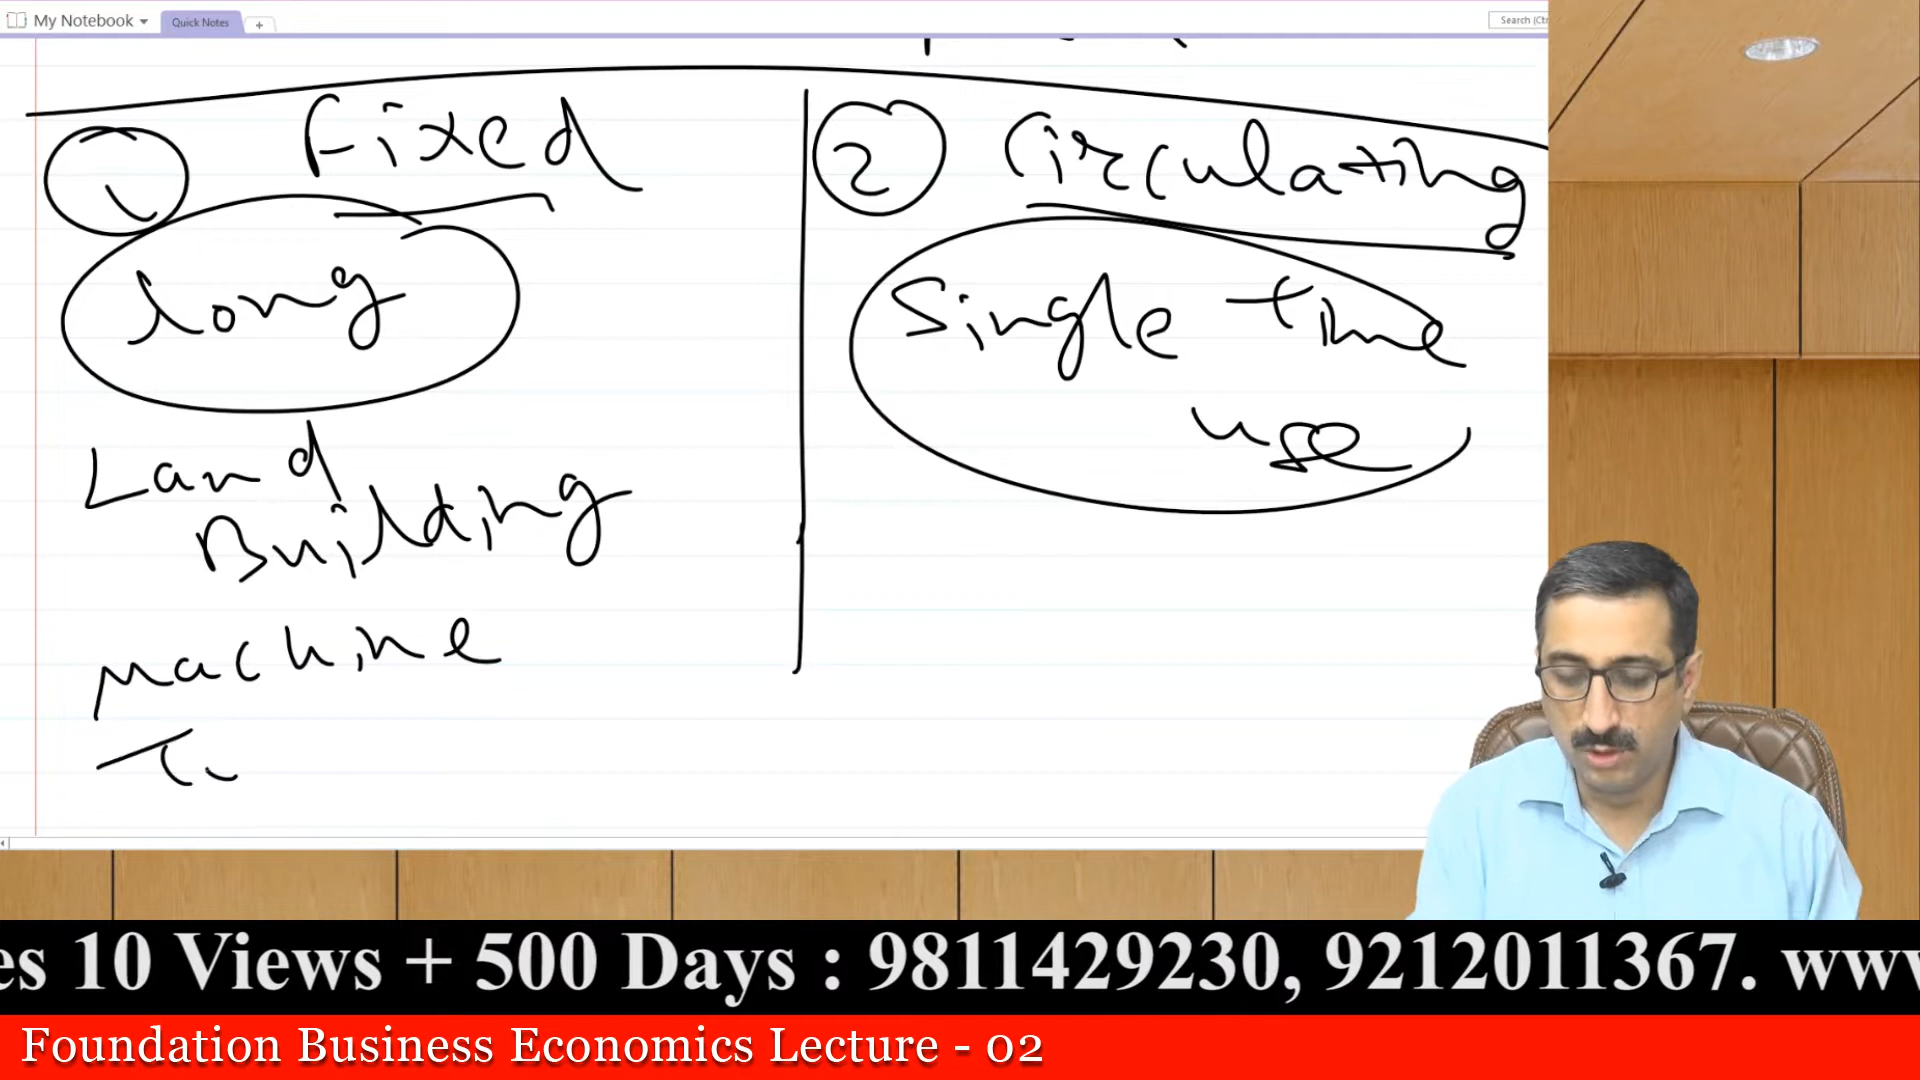 My Notebook
Quick Notes
Search (Ctr
1 Fixed
long
Land
Building
Machine
To
2 Circulating
Single time
use
es 10 Views + 500 Days : 9811429230, 9212011367. www
Foundation Business Economics Lecture - 02